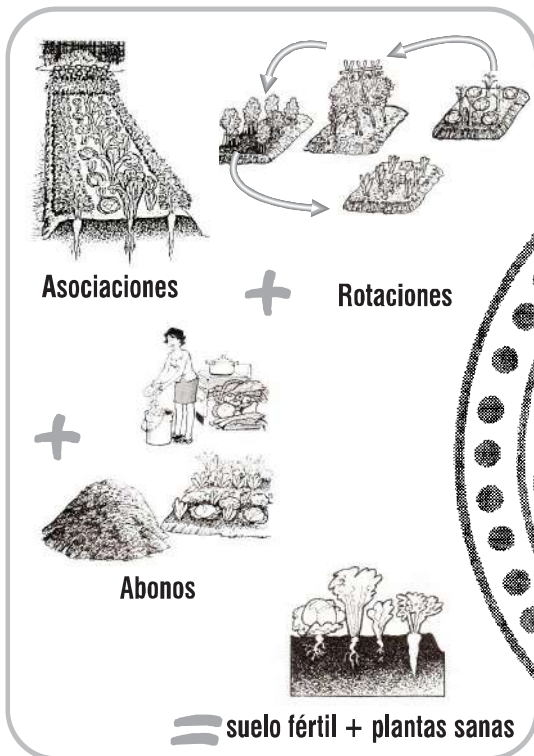 Asociaciones
+
Rotaciones
+
Abonos
= suelo fértil + plantas sanas